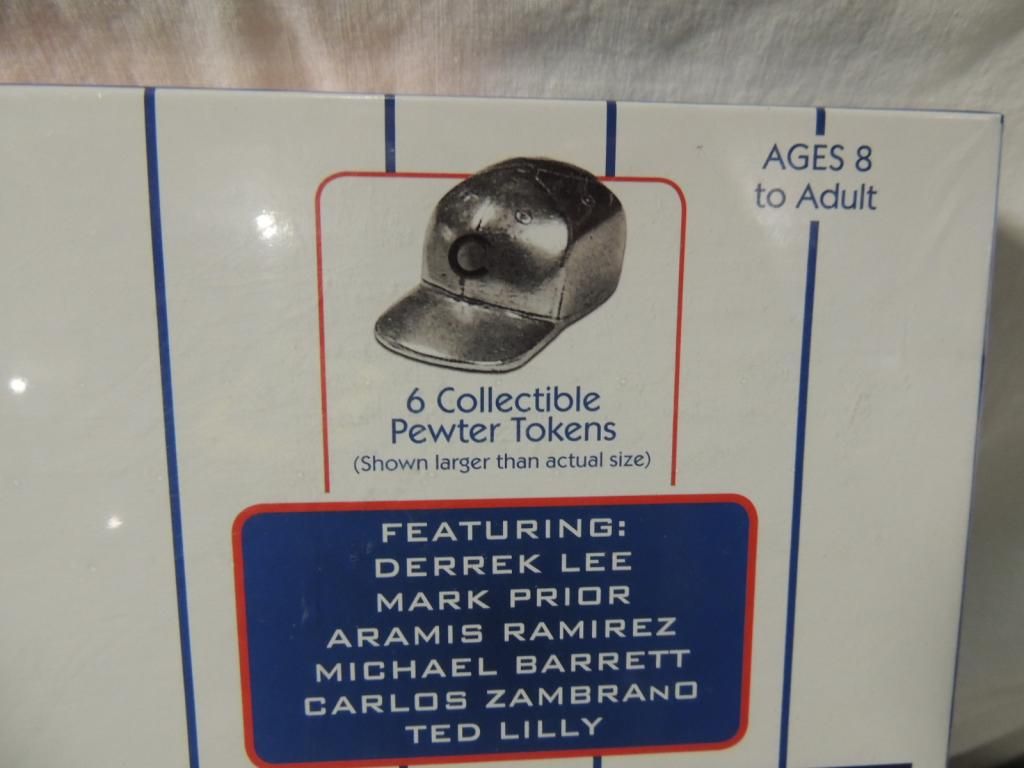 AGES 8
to Adult
C
6 Collectible
Pewter Tokens
(Shown larger than actual size)
FEATURING:
DERREK LEE
MARK PRIOR
ARAMIS RAMIREZ
MICHAEL BARRETT
CARLOS ZAMBRANO
TED LILLY